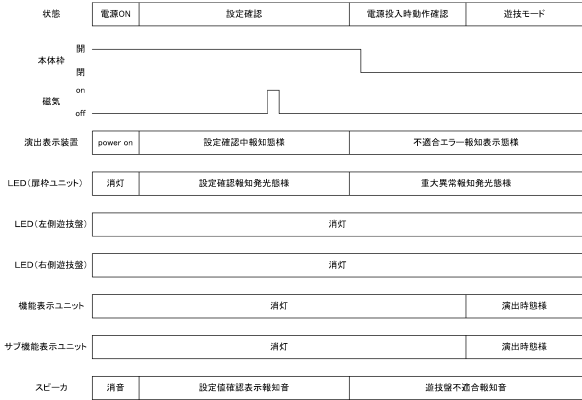 状態 電源ON 設定確認 電源投入時動作確認 遊技モード
開
本体枠
閉
on
磁気
off
演出表示装置 power on 設定確認中報知態様 不適合エラー報知表示態様
LED(扉枠ユニット) 消灯 設定確認報知発光態様 重大異常報知発光態様
LED(左側遊技盤) 消灯
LED(右側遊技盤) 消灯
機能表示ユニット 消灯 演出時態様
サブ機能表示ユニット 消灯 演出時態様
スピーカ 消音 設定値確認表示報知音 遊技盤不適合報知音